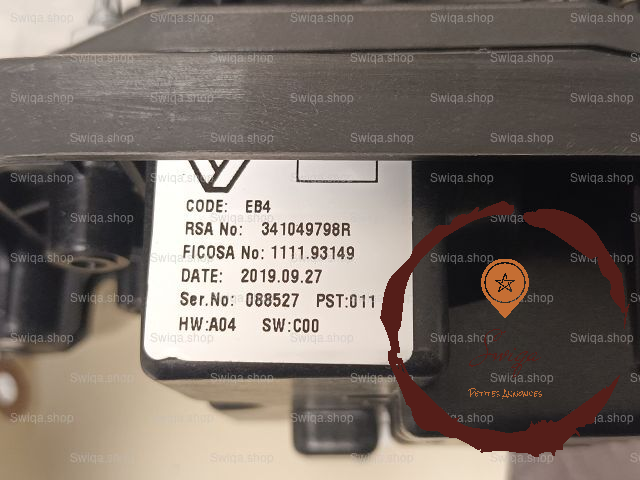 CODE: EB4
RSA No: 341049798R
FICOSA No: 1111.93149
DATE: 2019.09.27
Ser.No: 088527 PST:011
HW:A04 SW:C00
PETITES ANNONCES
Swiqa.shop